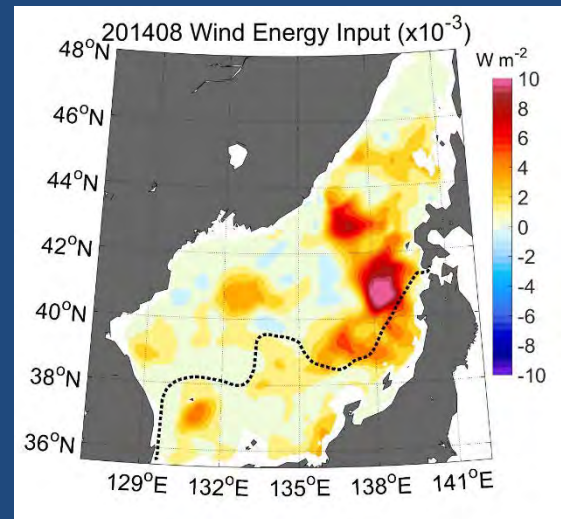 201408 Wind Energy Input (x10⁻³)
W m⁻²
48°N
46°N
44°N
42°N
40°N
38°N
36°N
129°E 132°E 135°E 138°E 141°E
10
8
6
4
2
0
-2
-4
-6
-8
-10